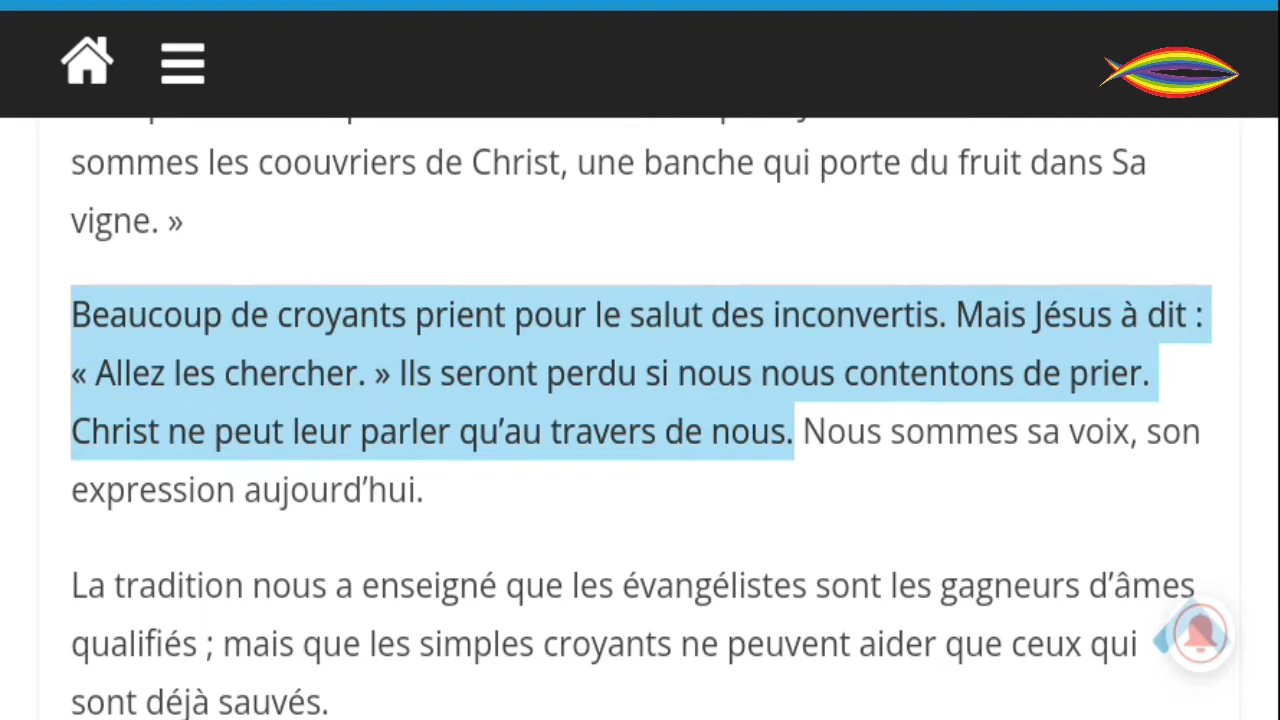 sommes les coouvriers de Christ, une banche qui porte du fruit dans Sa
vigne. »
Beaucoup de croyants prient pour le salut des inconvertis. Mais Jésus à dit :
« Allez les chercher. » Ils seront perdu si nous nous contentons de prier.
Christ ne peut leur parler qu’au travers de nous. Nous sommes sa voix, son
expression aujourd’hui.
La tradition nous a enseigné que les évangélistes sont les gagneurs d’âmes
qualifiés ; mais que les simples croyants ne peuvent aider que ceux qui
sont déjà sauvés.